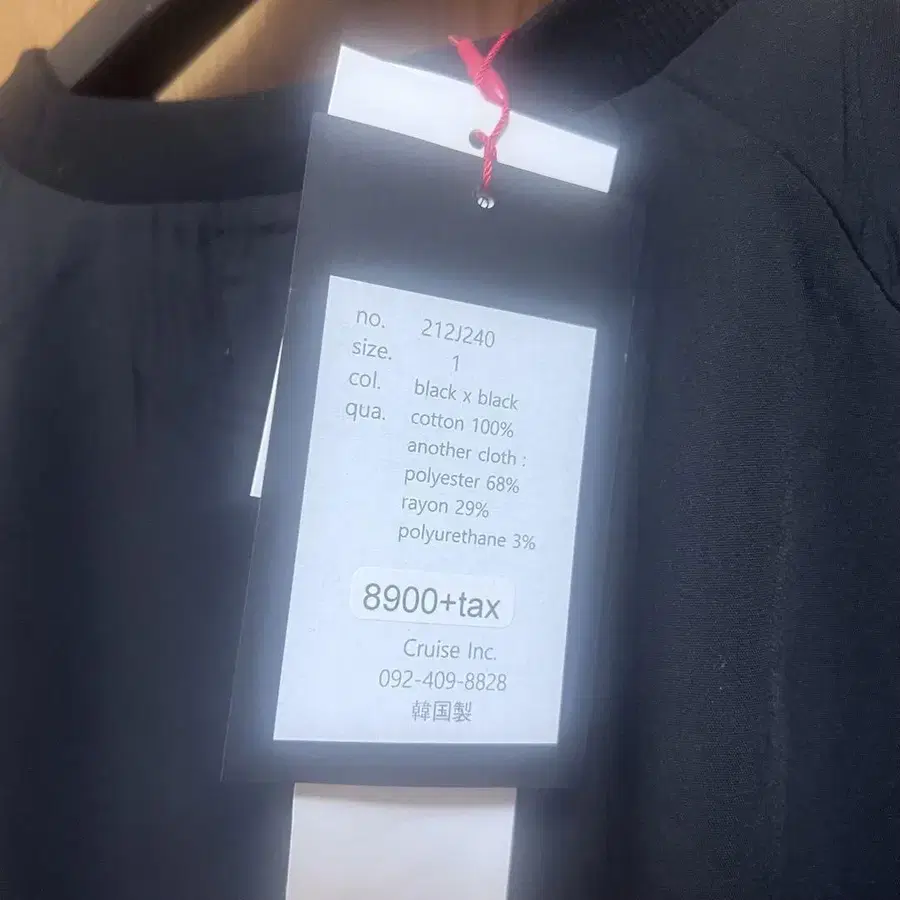 no. 212J240
size. 1
col. black x black
qua. cotton 100%
another cloth :
polyester 68%
rayon 29%
polyurethane 3%
8900+tax
Cruise Inc.
092-409-8828
韓国製